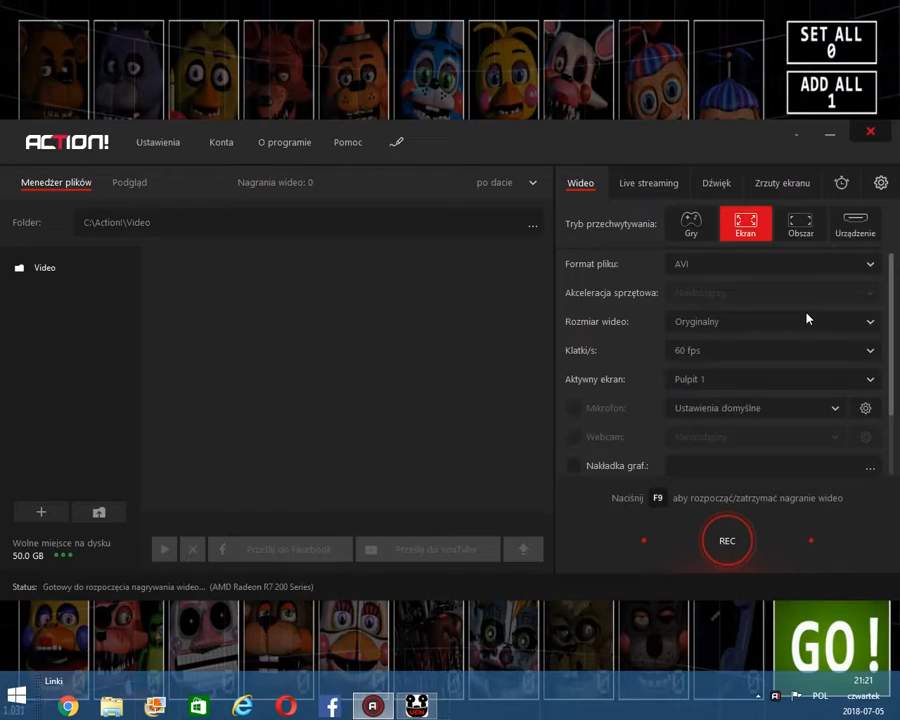 SET ALL
0
ADD ALL
1
ACTION! Ustawienia Konta O programie Pomoc
Menedżer plików Podgląd Nagrania wideo: 0 po dacie
Wideo Live streaming Dźwięk Zrzuty ekranu
Folder: C:\Action!\Video ...
Tryb przechwytywania: Gry Ekran Obszar Urządzenie
Video
Format pliku: AVI
Akceleracja sprzętowa: Niedostępny
Rozmiar wideo: Oryginalny
Klatki/s: 60 fps
Aktywny ekran: Pulpit 1
Mikrofon: Ustawienia domyślne
Webcam: Niedostępny
Nakładka graf.: ...
Naciśnij F9 aby rozpocząć/zatrzymać nagranie wideo
REC
Wolne miejsce na dysku
50.0 GB
Prześlij do Facebook Prześlij do YouTube
Status: Gotowy do rozpoczęcia nagrywania wideo... (AMD Radeon R7 200 Series)
GO!
Linki
1.031
UCN
POL
21:21
czwartek
2018-07-05